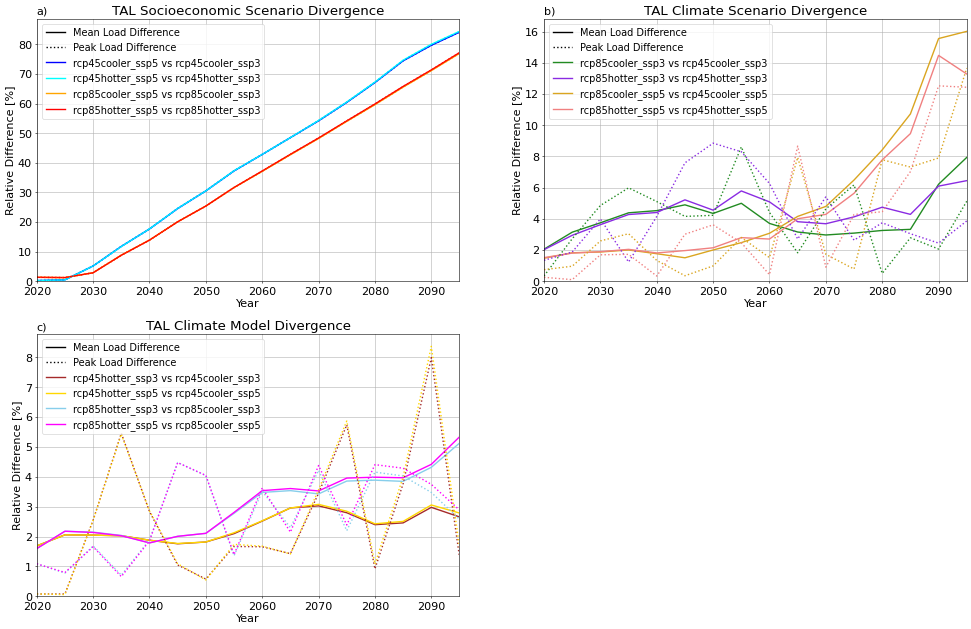 a)
TAL Socioeconomic Scenario Divergence
Mean Load Difference
Peak Load Difference
rcp45cooler_ssp5 vs rcp45cooler_ssp3
rcp45hotter_ssp5 vs rcp45hotter_ssp3
rcp85cooler_ssp5 vs rcp85cooler_ssp3
rcp85hotter_ssp5 vs rcp85hotter_ssp3
Relative Difference [%]
80
70
60
50
40
30
20
10
0
2020 2030 2040 2050 2060 2070 2080 2090
Year
b)
TAL Climate Scenario Divergence
Mean Load Difference
Peak Load Difference
rcp85cooler_ssp3 vs rcp45cooler_ssp3
rcp85hotter_ssp3 vs rcp45hotter_ssp3
rcp85cooler_ssp5 vs rcp45cooler_ssp5
rcp85hotter_ssp5 vs rcp45hotter_ssp5
Relative Difference [%]
16
14
12
10
8
6
4
2
0
2020 2030 2040 2050 2060 2070 2080 2090
Year
c)
TAL Climate Model Divergence
Mean Load Difference
Peak Load Difference
rcp45hotter_ssp3 vs rcp45cooler_ssp3
rcp45hotter_ssp5 vs rcp45cooler_ssp5
rcp85hotter_ssp3 vs rcp85cooler_ssp3
rcp85hotter_ssp5 vs rcp85cooler_ssp5
Relative Difference [%]
8
7
6
5
4
3
2
1
0
2020 2030 2040 2050 2060 2070 2080 2090
Year